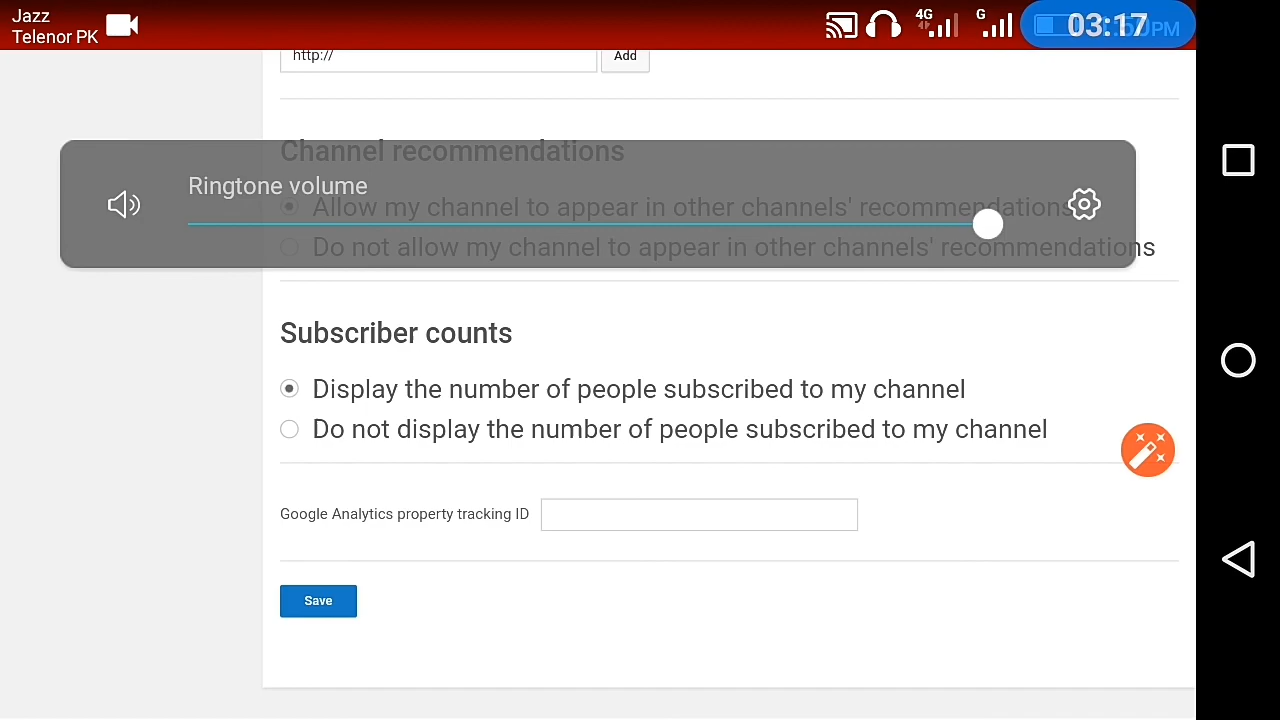 Jazz
Telenor PK
4G
G
03:17
PM
http://
Add
Channel recommendations
Ringtone volume
Allow my channel to appear in other channels' recommendations
Do not allow my channel to appear in other channels' recommendations
Subscriber counts
Display the number of people subscribed to my channel
Do not display the number of people subscribed to my channel
Google Analytics property tracking ID
Save